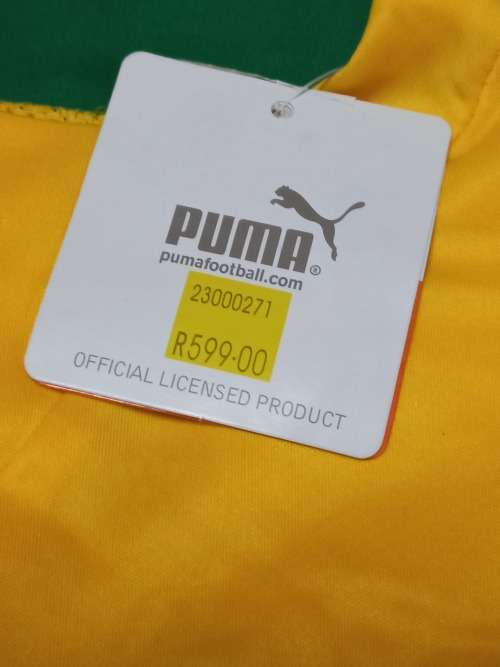 PUMA®
pumafootball.com
23000271
R599.00
OFFICIAL LICENSED PRODUCT